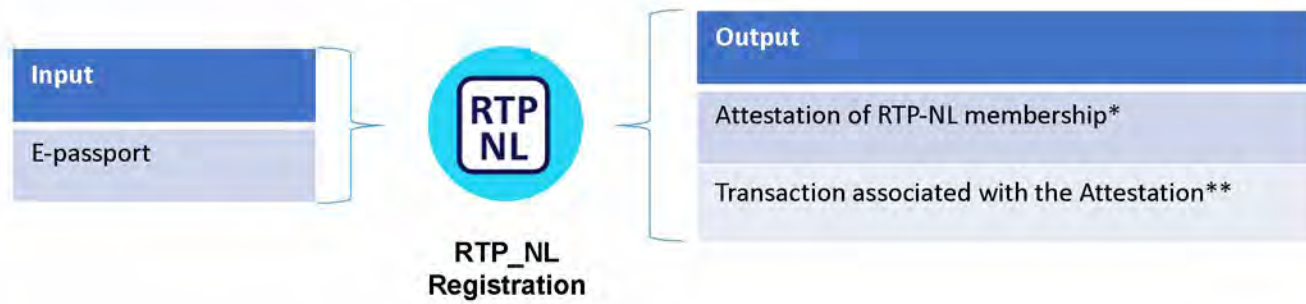 Input
E-passport
RTP
NL
RTP_NL
Registration
Output
Attestation of RTP-NL membership*
Transaction associated with the Attestation**